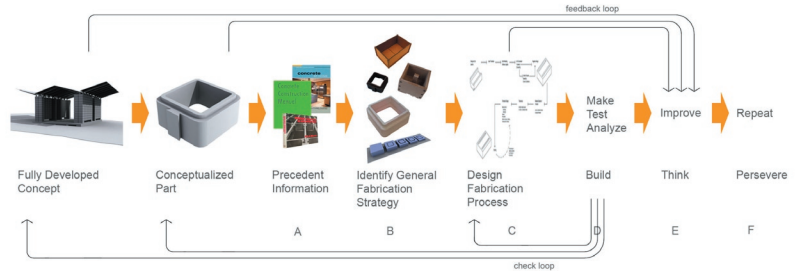 feedback loop
concrete
Make
Test
Analyze
Improve
Repeat
Fully Developed
Concept
Conceptualized
Part
Precedent
Information
Identify General
Fabrication
Strategy
Design
Fabrication
Process
Build
Think
Persevere
A
B
C
D
E
F
check loop